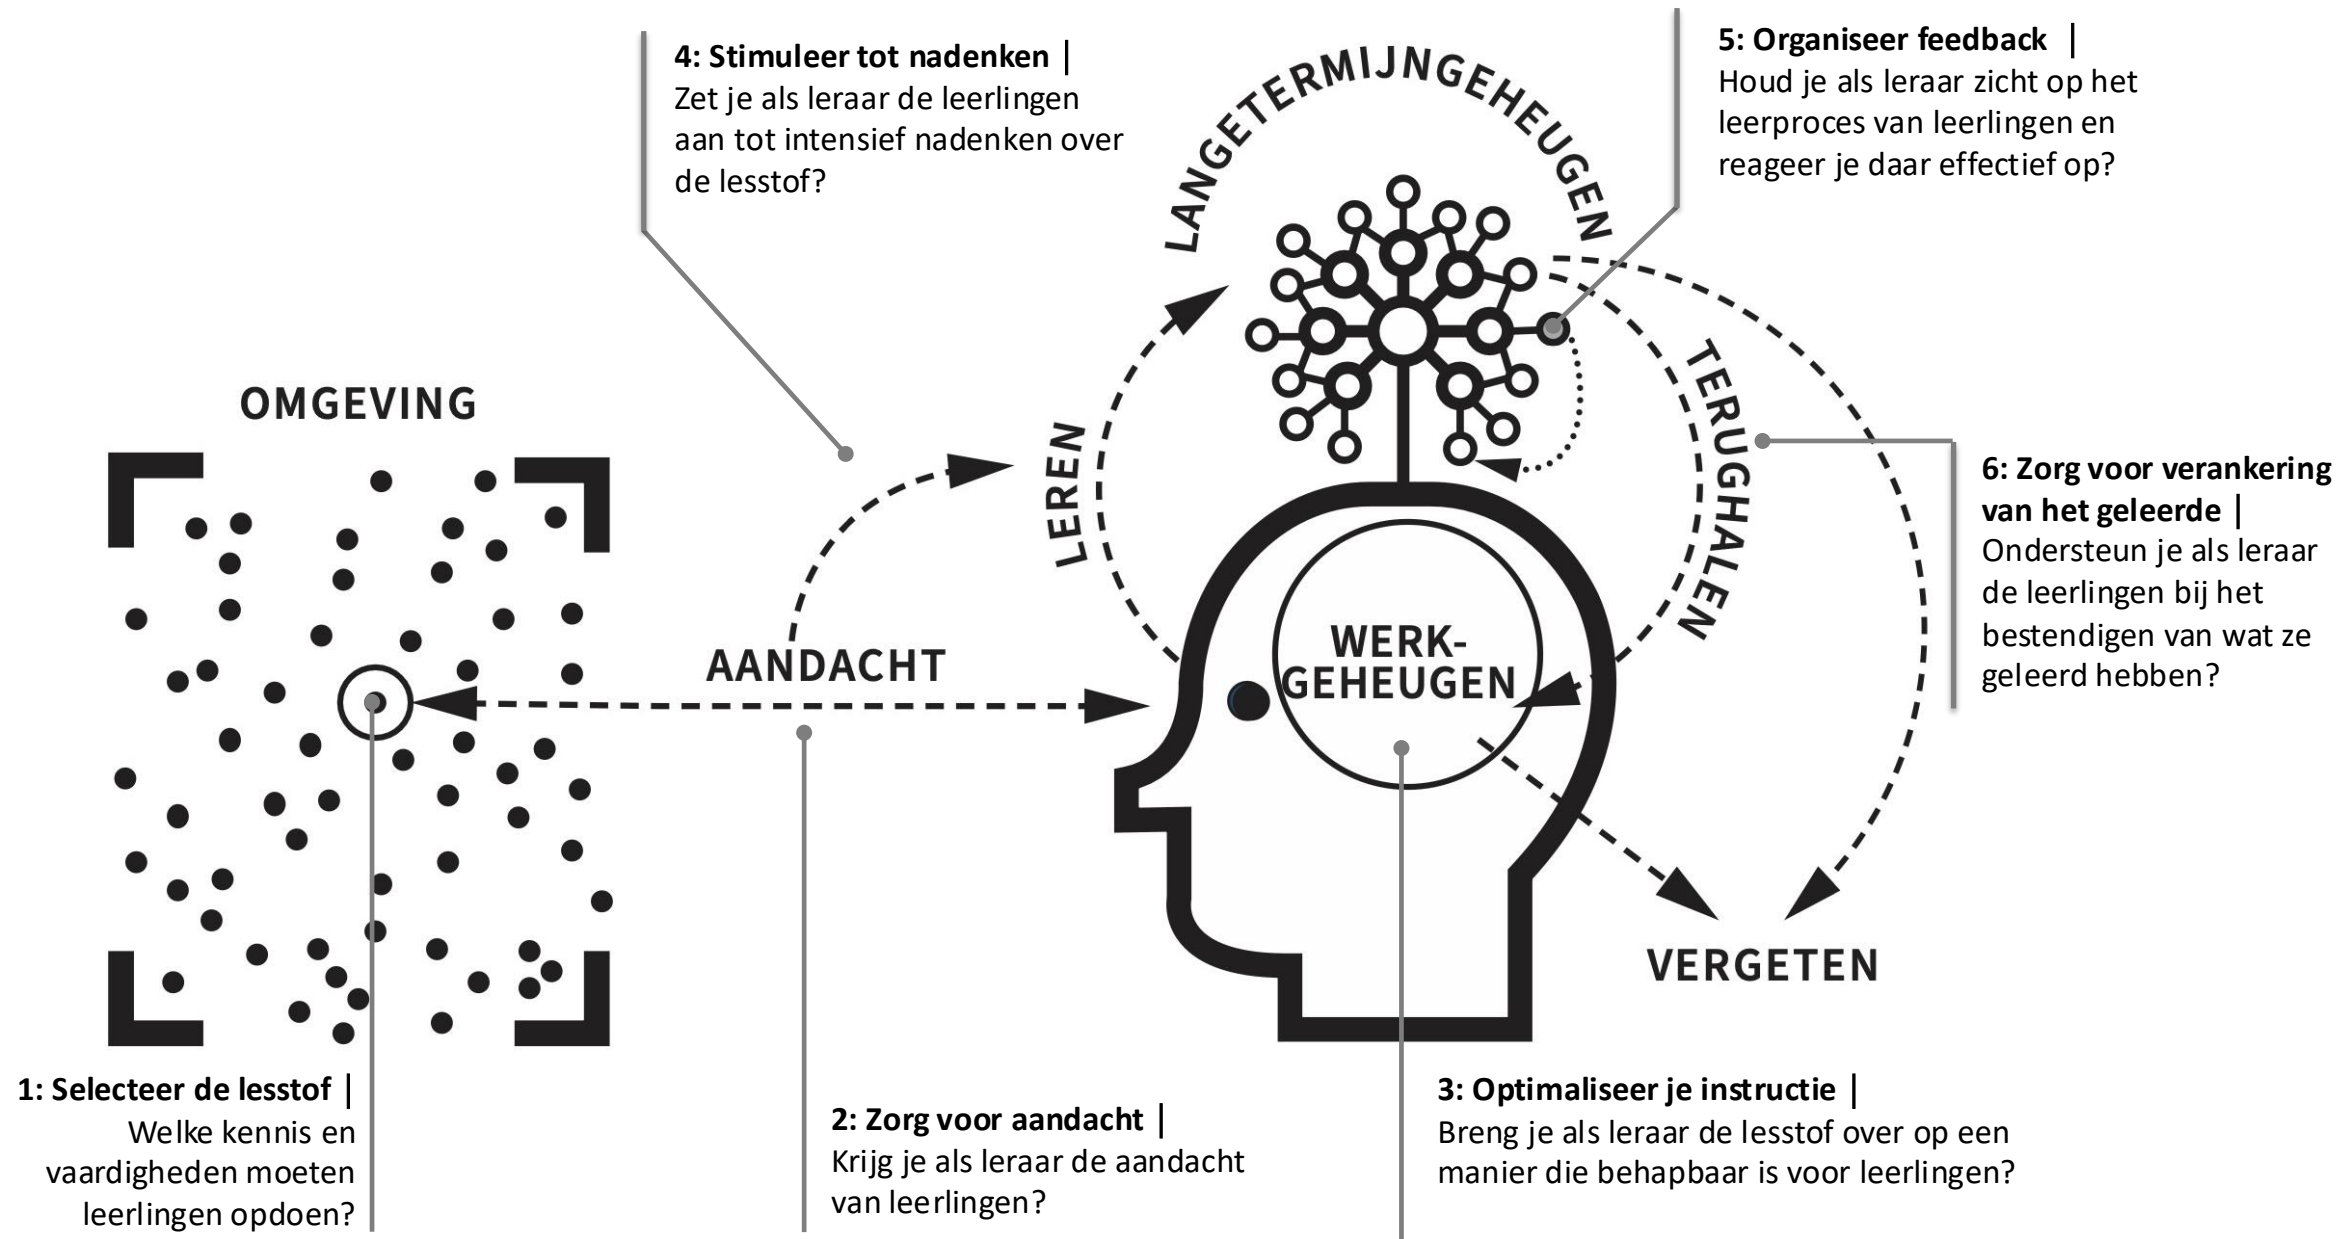 4: Stimuleer tot nadenken |
Zet je als leraar de leerlingen
aan tot intensief nadenken over
de lesstof?
LANGETERMIJNGEHEUGEN
5: Organiseer feedback |
Houd je als leraar zicht op het
leerproces van leerlingen en
reageer je daar effectief op?
OMGEVING
LEREN
TERUGHALEN
6: Zorg voor verankering
van het geleerde |
Ondersteun je als leraar
de leerlingen bij het
bestendigen van wat ze
geleerd hebben?
AANDACHT
WERK-
GEHEUGEN
VERGETEN
1: Selecteer de lesstof |
Welke kennis en
vaardigheden moeten
leerlingen opdoen?
2: Zorg voor aandacht |
Krijg je als leraar de aandacht
van leerlingen?
3: Optimaliseer je instructie |
Breng je als leraar de lesstof over op een
manier die behapbaar is voor leerlingen?